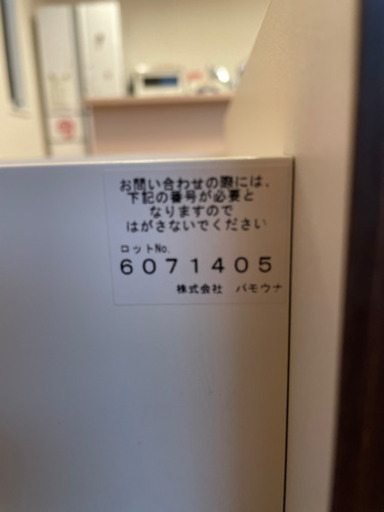 お問い合わせの際には、
下記の番号が必要と
なりますので
はがさないでください
ロットNo.
6071405
株式会社 パモウナ